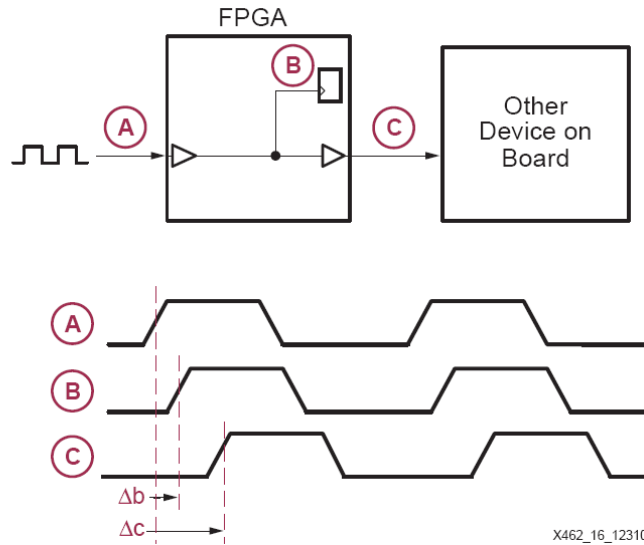 FPGA
B
A
C
Other
Device on
Board
A
B
C
Δb
Δc
X462_16_12310